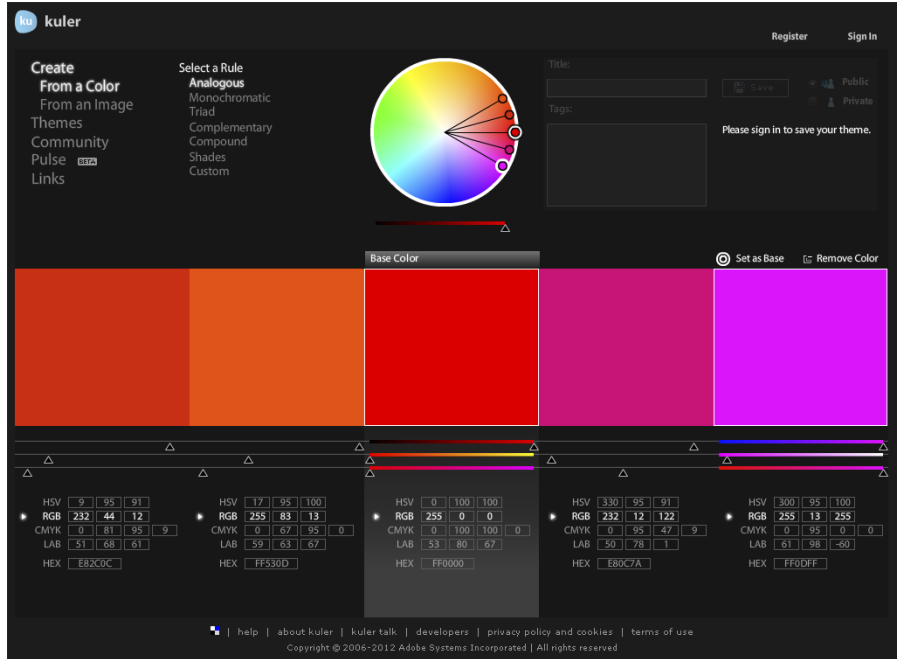 ku kuler
Register Sign In
Create
From a Color
From an Image
Themes
Community
Pulse BETA
Links
Select a Rule
Analogous
Monochromatic
Triad
Complementary
Compound
Shades
Custom
Title:
Save
Public
Private
Tags:
Please sign in to save your theme.
Base Color
Set as Base Remove Color
HSV 9 95 91
RGB 232 44 12
CMYK 0 81 95 9
LAB 51 68 61
HEX E82C0C
HSV 17 95 100
RGB 255 83 13
CMYK 0 67 95 0
LAB 59 63 67
HEX FF530D
HSV 0 100 100
RGB 255 0 0
CMYK 0 100 100 0
LAB 53 80 67
HEX FF0000
HSV 330 95 91
RGB 232 12 122
CMYK 0 95 47 9
LAB 50 78 1
HEX E80C7A
HSV 300 95 100
RGB 255 13 255
CMYK 0 95 0 0
LAB 61 98 -60
HEX FF0DFF
| help | about kuler | kuler talk | developers | privacy policy and cookies | terms of use
Copyright © 2006-2012 Adobe Systems Incorporated | All rights reserved